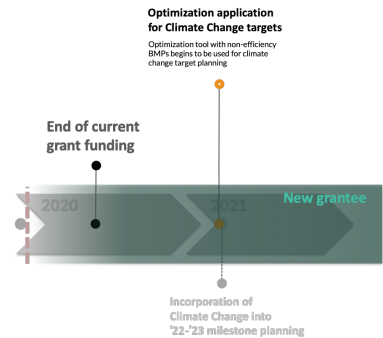 Optimization application
for Climate Change targets
Optimization tool with non-efficiency
BMPs begins to be used for climate
change target planning
End of current
grant funding
New grantee
2020
2021
Incorporation of
Climate Change into
'22-'23 milestone planning